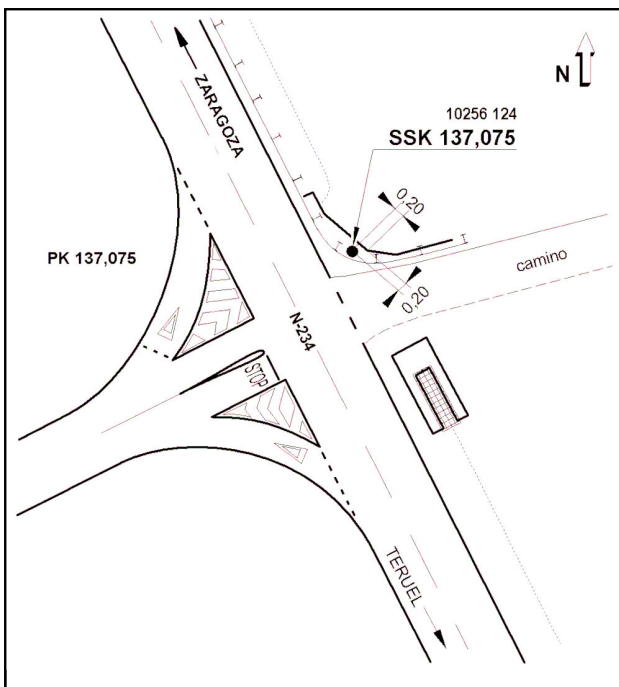 N
ZARAGOZA
10256 124
SSK 137,075
0,20
PK 137,075
camino
0,20
N-234
STOP
TERUEL